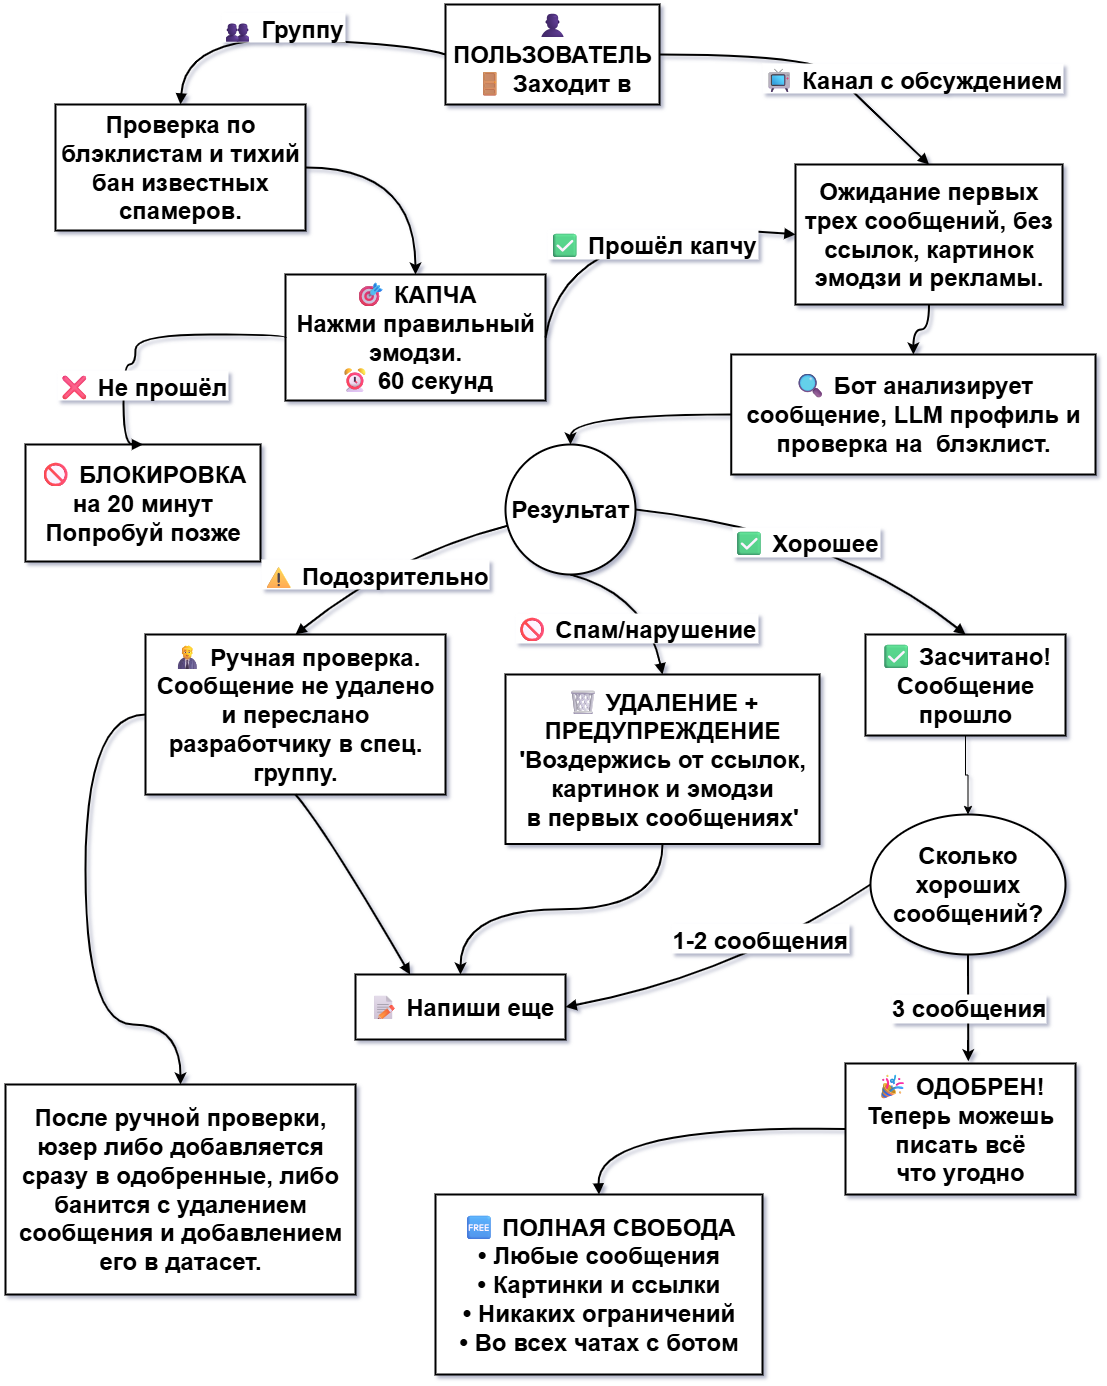 ПОЛЬЗОВАТЕЛЬ
Заходит в
Группу
Канал с обсуждением
Проверка по
блэклистам и тихий
бан известных
спамеров.
Ожидание первых
трех сообщений, без
ссылок, картинок
эмодзи и рекламы.
Прошёл капчу
КАПЧА
Нажми правильный
эмодзи.
60 секунд
Не прошёл
БЛОКИРОВКА
на 20 минут
Попробуй позже
Бот анализирует
сообщение, LLM профиль и
проверка на блэклист.
Результат
Подозрительно
Спам/нарушение
Хорошее
Ручная проверка.
Сообщение не удалено
и переслано
разработчику в спец.
группу.
УДАЛЕНИЕ +
ПРЕДУПРЕЖДЕНИЕ
'Воздержись от ссылок,
картинок и эмодзи
в первых сообщениях'
Засчитано!
Сообщение
прошло
Сколько
хороших
сообщений?
1-2 сообщения
3 сообщения
Напиши еще
ОДОБРЕН!
Теперь можешь
писать всё
что угодно
После ручной проверки,
юзер либо добавляется
сразу в одобренные, либо
банится с удалением
сообщения и добавлением
его в датасет.
FREE ПОЛНАЯ СВОБОДА
• Любые сообщения
• Картинки и ссылки
• Никаких ограничений
• Во всех чатах с ботом